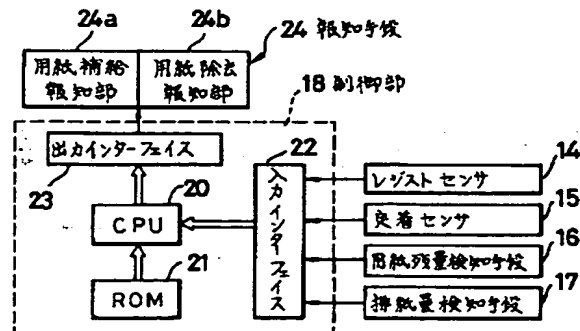 24a 24b
24 報知手段
用紙補給報知部
用紙除去報知部
18 制御部
出力インターフェイス
23
22
入力インターフェイス
20
CPU
21
ROM
14
レジストセンサ
15
定着センサ
16
用紙残量検知手段
17
排紙量検知手段